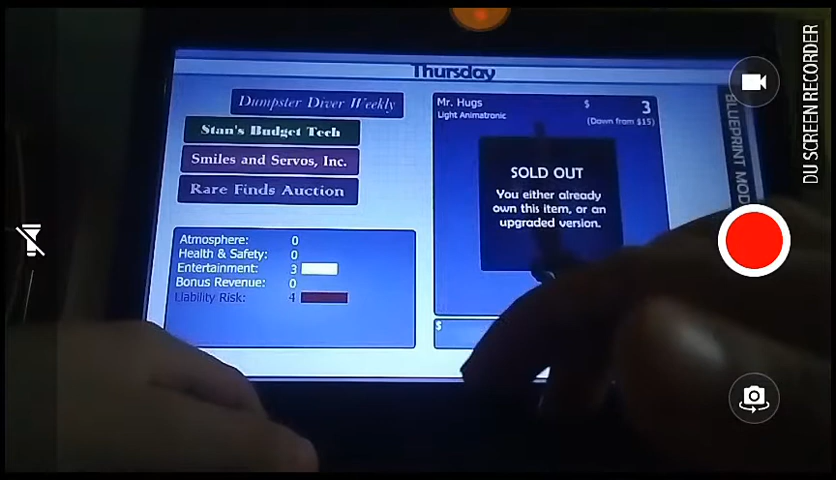 Thursday
Dumpster Diver Weekly
Stan's Budget Tech
Smiles and Servos, Inc.
Rare Finds Auction
Atmosphere: 0
Health & Safety: 0
Entertainment: 3
Bonus Revenue: 0
Liability Risk: 4
Mr. Hugs $ 3
Light Animatronic (Down from $15)
SOLD OUT
You either already
own this item, or an
upgraded version.
$
BLUEPRINT MOD
DU SCREEN RECORDER